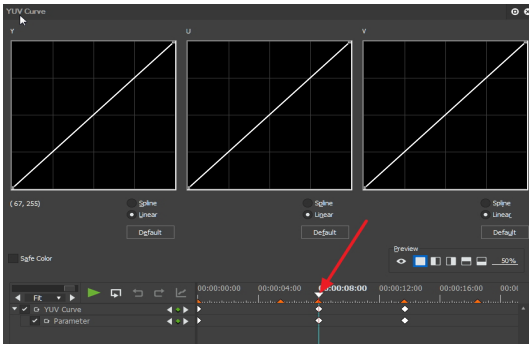 YUV Curve
Y U V
(67, 255)
Spline Spline Spline
Linear Linear Linear
Default Default Default
Safe Color
Preview
50%
00:00:00:00 00:00:04:00 00:00:08:00 00:00:12:00 00:00:16:00 00:00
Fit
YUV Curve
Parameter